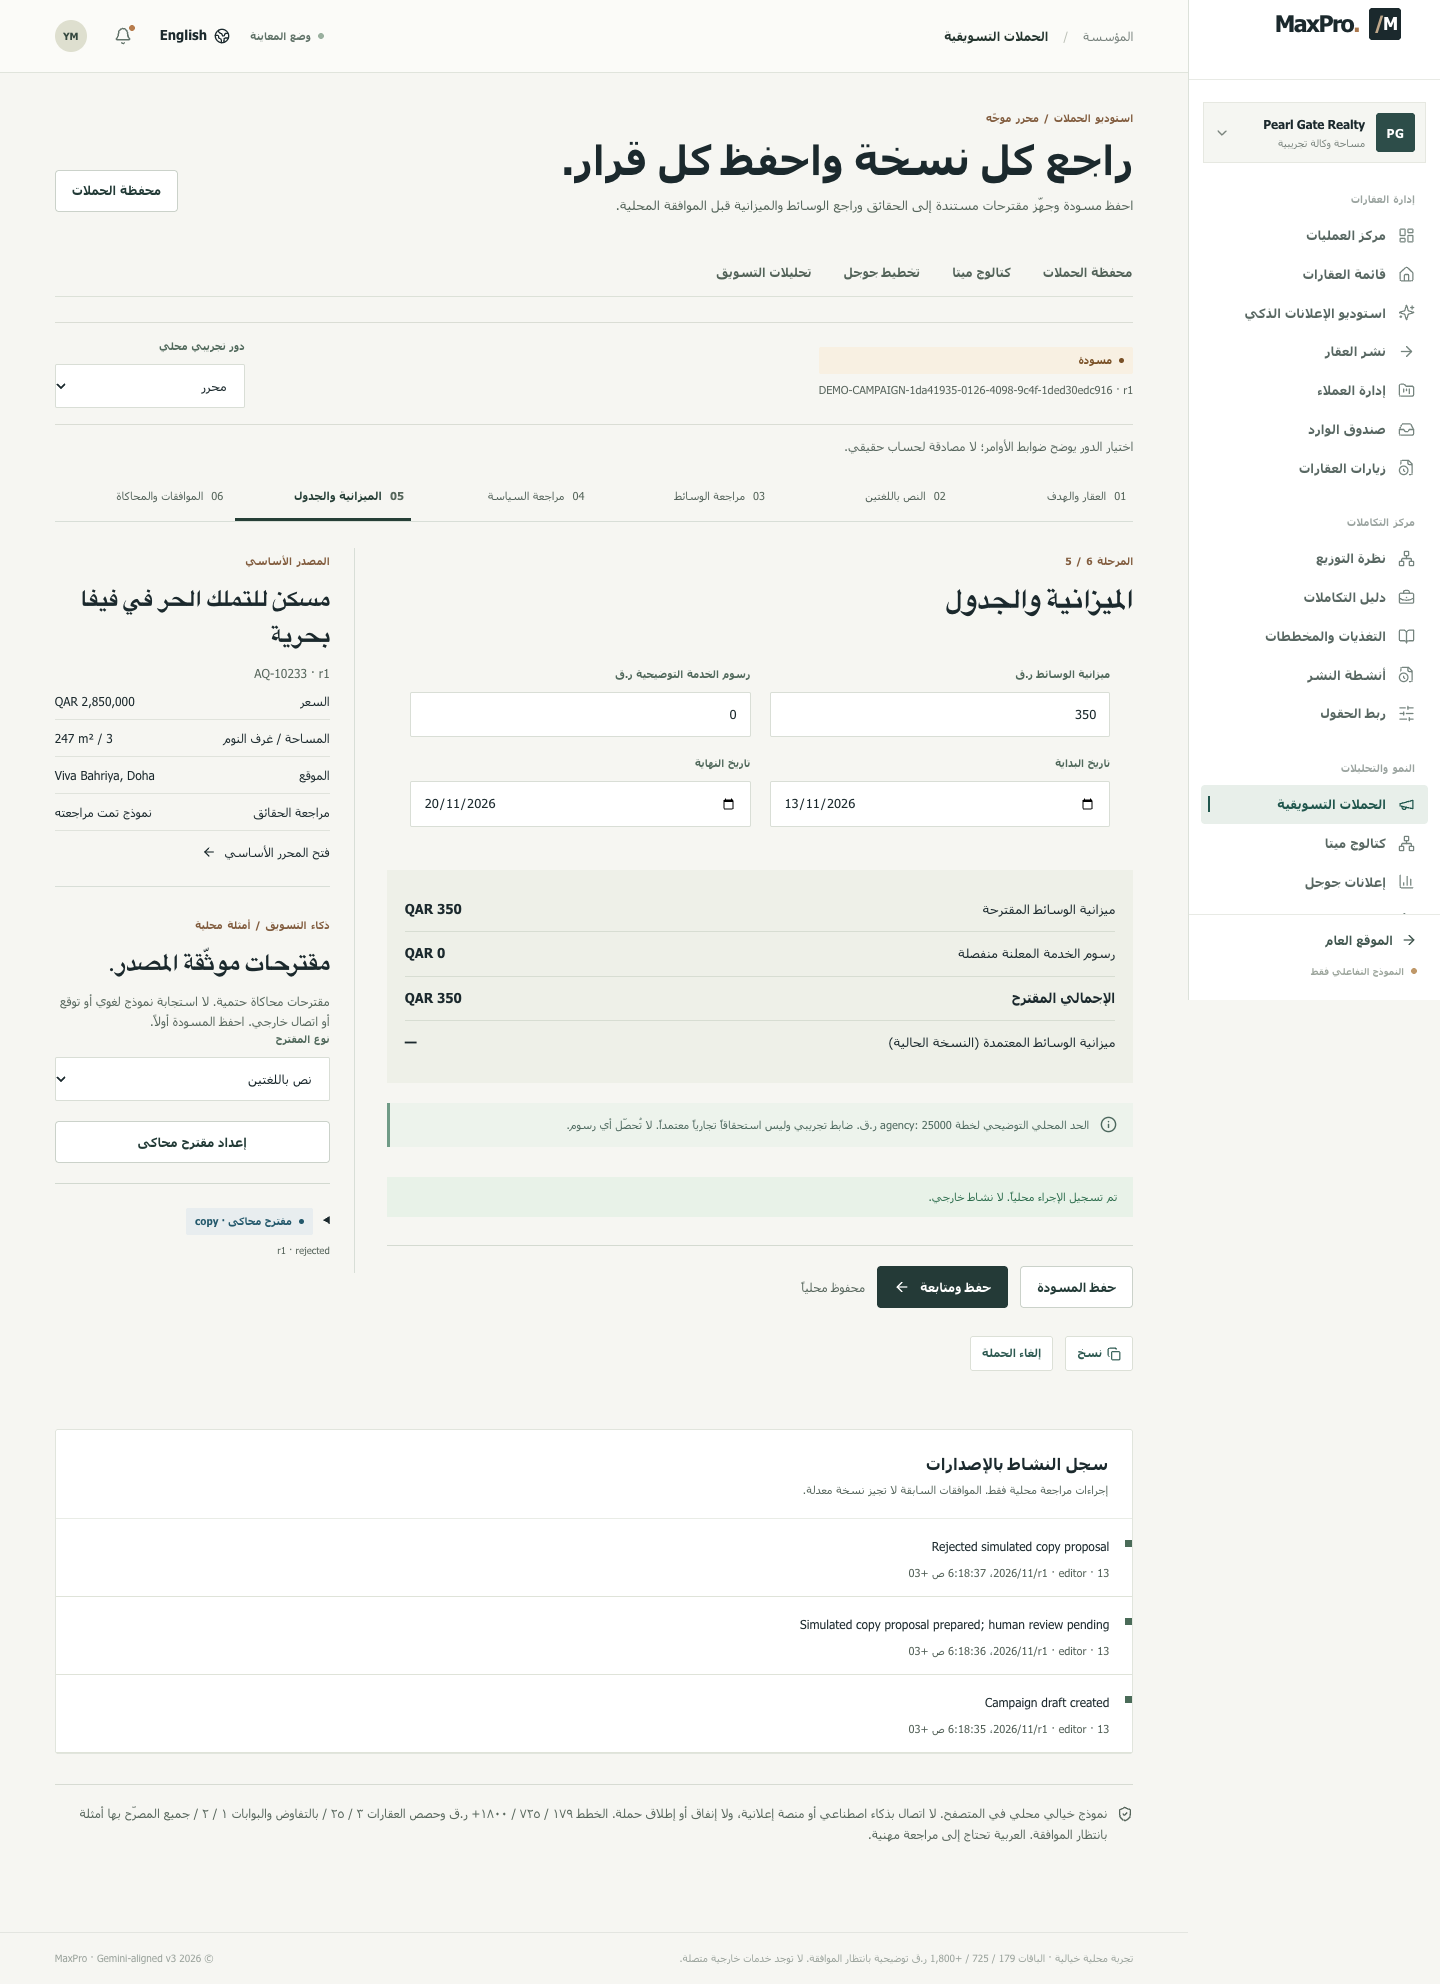 MaxPro. /M
PG Pearl Gate Realty
مساحة وكالة تجريبية
إدارة العقارات
مركز العمليات
قائمة العقارات
استوديو الإعلانات الذكي
نشر العقار
إدارة العملاء
صندوق الوارد
زيارات العقارات
مركز التكاملات
نظرة التوزيع
دليل التكاملات
التغذيات والمخططات
أنشطة النشر
ربط الحقول
النمو والتحليلات
الحملات التسويقية
كتالوج ميتا
إعلانات جوجل
الموقع العام
النموذج التفاعلي فقط
المؤسسة / الحملات التسويقية
وضع المعاينة
English
YM
استوديو الحملات / محرر موجّه
راجع كل نسخة واحفظ كل قرار.
احفظ مسودة وجهّز مقترحات مستندة إلى الحقائق وراجع الوسائط والميزانية قبل الموافقة المحلية.
محفظة الحملات
محفظة الحملات كتالوج ميتا تخطيط جوجل تحليلات التسويق
مسودة
DEMO-CAMPAIGN-1da41935-0126-4098-9c4f-1ded30edc916 · r1
دور تجريبي محلي
محرر
اختيار الدور يوضح ضوابط الأوامر؛ لا مصادقة لحساب حقيقي.
01 العقار والهدف
02 النص باللغتين
03 مراجعة الوسائط
04 مراجعة السياسة
05 الميزانية والجدول
06 الموافقات والمحاكاة
المرحلة 6 / 5
الميزانية والجدول
ميزانية الوسائط ر.ق
350
رسوم الخدمة التوضيحية ر.ق
0
تاريخ البداية
13/11/2026
تاريخ النهاية
20/11/2026
ميزانية الوسائط المقترحة QAR 350
رسوم الخدمة المعلنة منفصلة QAR 0
الإجمالي المقترح QAR 350
ميزانية الوسائط المعتمدة (النسخة الحالية) —
الحد المحلي التوضيحي لخطة agency: 25000 ر.ق. ضابط تجريبي وليس استحقاقاً تجارياً معتمداً. لا تُحصّل أي رسوم.
تم تسجيل الإجراء محلياً. لا نشاط خارجي.
حفظ المسودة
حفظ ومتابعة
محفوظ محلياً
نسخ
إلغاء الحملة
المصدر الأساسي
مسكن للتملك الحر في فيفا
بحرية
AQ-10233 · r1
السعر QAR 2,850,000
المساحة / غرف النوم 247 m² / 3
الموقع Viva Bahriya, Doha
مراجعة الحقائق نموذج تمت مراجعته
فتح المحرر الأساسي
ذكاء التسويق / أمثلة محلية
مقترحات موثّقة المصدر.
مقترحات محاكاة حتمية. لا استجابة نموذج لغوي أو توقع
أو اتصال خارجي. احفظ المسودة أولاً.
نوع المقترح
نص باللغتين
إعداد مقترح محاكى
مقترح محاكى · copy
r1 · rejected
سجل النشاط بالإصدارات
إجراءات مراجعة محلية فقط. الموافقات السابقة لا تجيز نسخة معدلة.
Rejected simulated copy proposal
r1 · editor · 13/11/2026، 6:18:37 ص +03
Simulated copy proposal prepared; human review pending
r1 · editor · 13/11/2026، 6:18:36 ص +03
Campaign draft created
r1 · editor · 13/11/2026، 6:18:35 ص +03
نموذج خيالي محلي في المتصفح. لا اتصال بذكاء اصطناعي أو منصة إعلانية، ولا إنفاق أو إطلاق حملة. الخطط ١٧٩ / ٧٢٥ / ١٨٠٠+ ر.ق وحصص العقارات ٣ / ٢٥ / بالتفاوض والبوابات ١ / ٢ / جميع المصرّح بها أمثلة
بانتظار الموافقة. العربية تحتاج إلى مراجعة مهنية.
تجربة محلية خيالية · الباقات 179 / 725 / 1,800+ ر.ق توضيحية بانتظار الموافقة. لا توجد خدمات خارجية متصلة.
MaxPro · Gemini-aligned v3 2026 ©